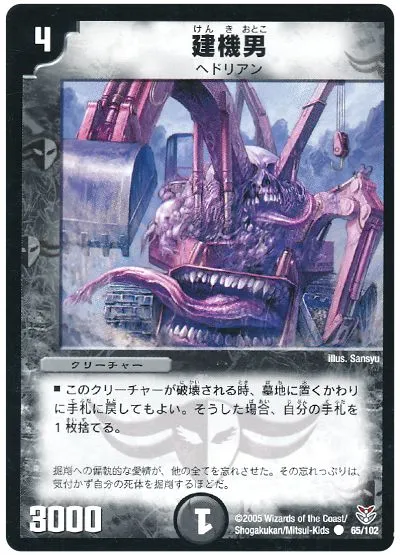 4
けんきおとこ
建機男
ヘドリアン
Illus. Sansyu
クリーチャー
■ このクリーチャーが破壊される時、墓地に置くかわり
に手札に戻してもよい。そうした場合、自分の手札を
1枚捨てる。
掘削への偏執的な愛情が、他の全てを忘れさせた。その忘れっぷりは、
気付かず自分の死体を掘削するほどだ。
3000
1
©2005 Wizards of the Coast/
Shogakukan/Mitsui-Kids ● 65/102